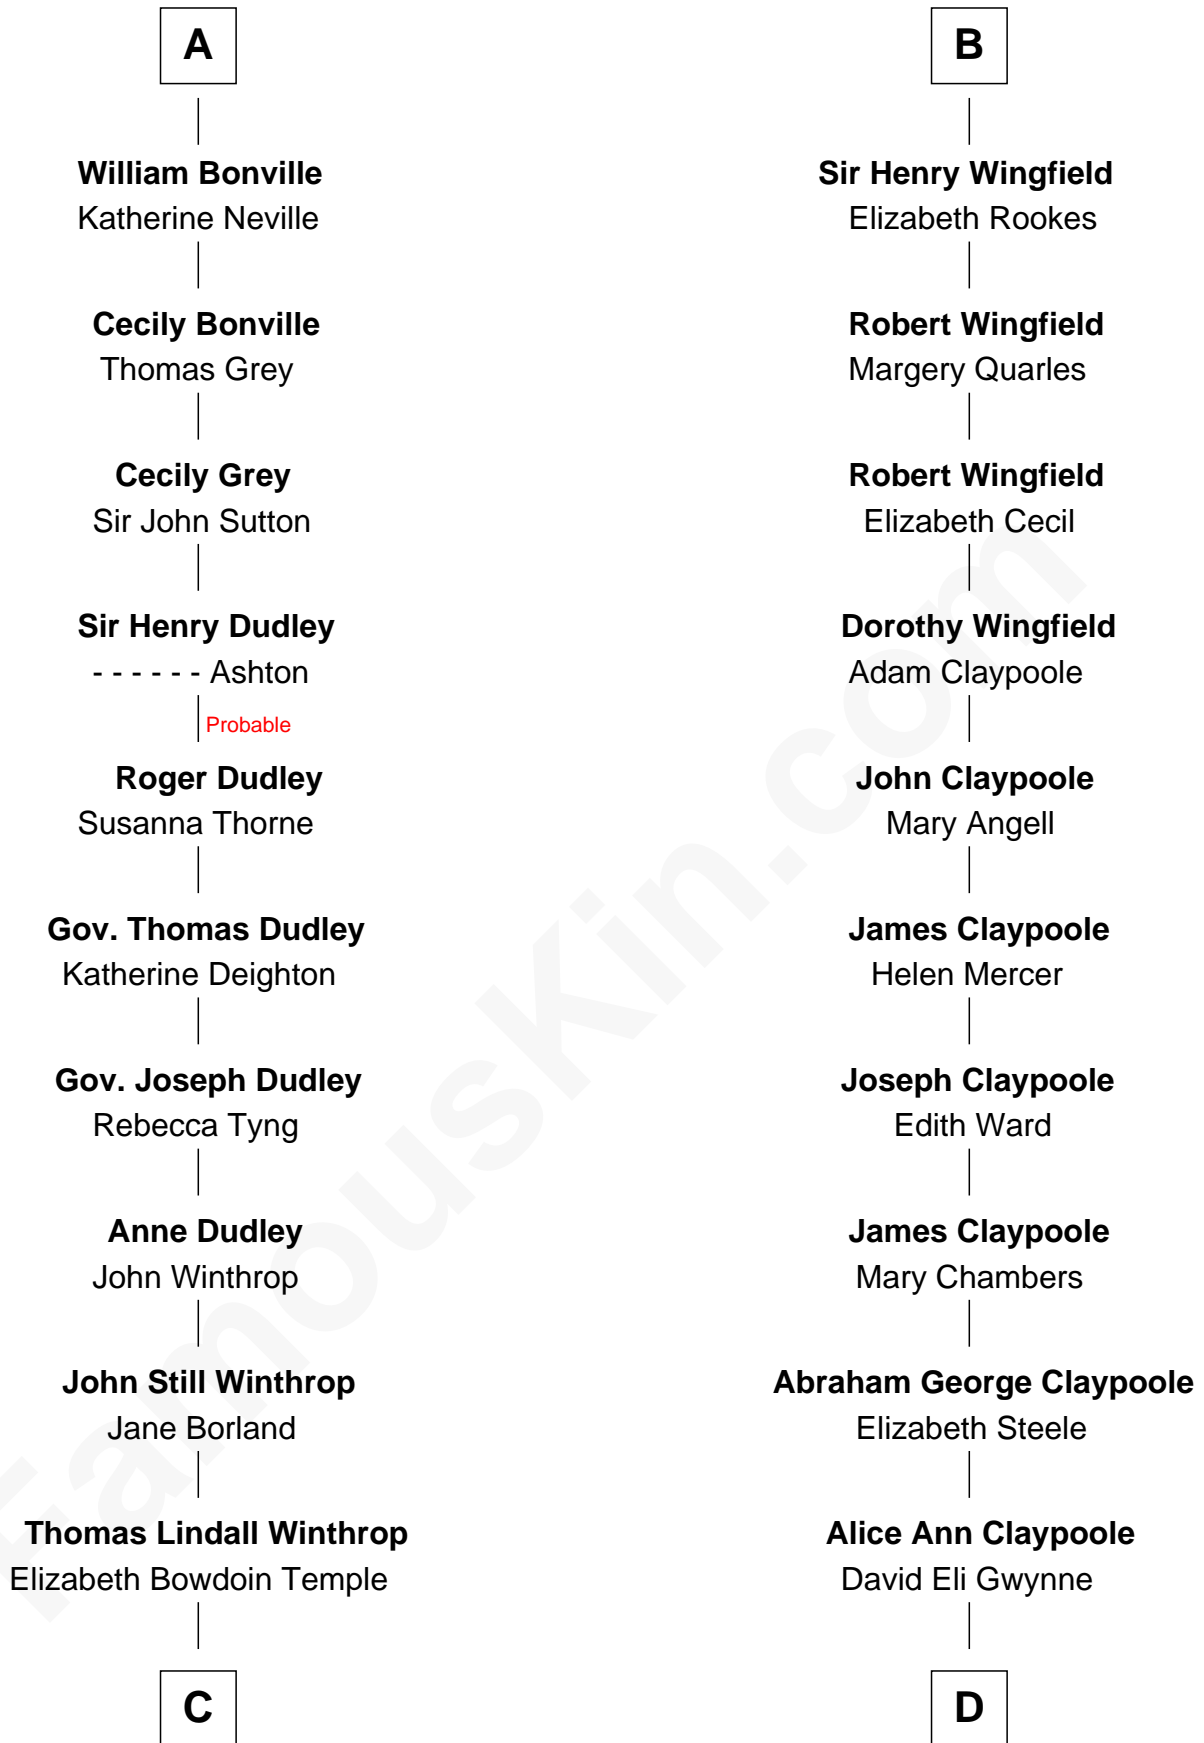 A
William Bonville
Katherine Neville
Cecily Bonville
Thomas Grey
Cecily Grey
Sir John Sutton
Sir Henry Dudley
- - - - - - Ashton
Probable
Roger Dudley
Susanna Thorne
Gov. Thomas Dudley
Katherine Deighton
Gov. Joseph Dudley
Rebecca Tyng
Anne Dudley
John Winthrop
John Still Winthrop
Jane Borland
Thomas Lindall Winthrop
Elizabeth Bowdoin Temple
C
B
Sir Henry Wingfield
Elizabeth Rookes
Robert Wingfield
Margery Quarles
Robert Wingfield
Elizabeth Cecil
Dorothy Wingfield
Adam Claypoole
John Claypoole
Mary Angell
James Claypoole
Helen Mercer
Joseph Claypoole
Edith Ward
James Claypoole
Mary Chambers
Abraham George Claypoole
Elizabeth Steele
Alice Ann Claypoole
David Eli Gwynne
D
FamousKin.com